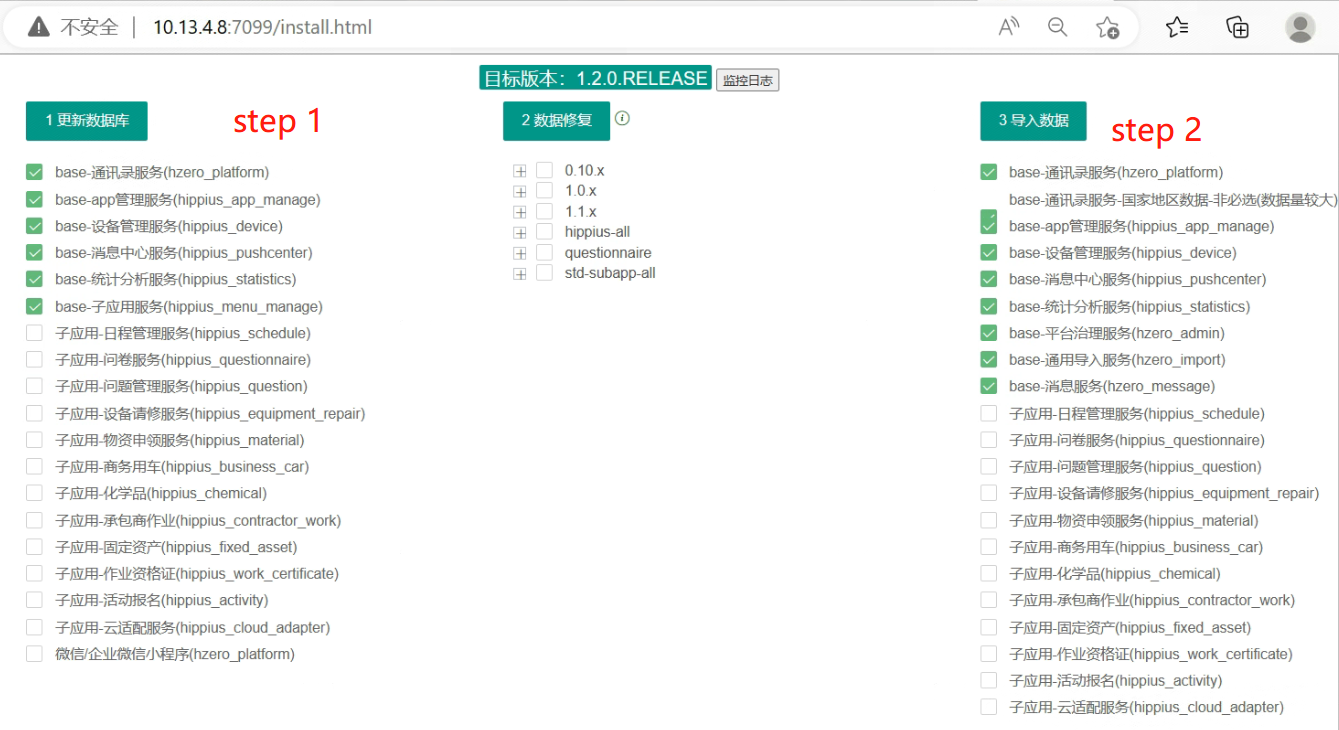 不安全 10.13.4.8:7099/install.html
目标版本：1.2.0.RELEASE 监控日志
1 更新数据库
step 1
base-通讯录服务(hzero_platform)
base-app管理服务(hippius_app_manage)
base-设备管理服务(hippius_device)
base-消息中心服务(hippius_pushcenter)
base-统计分析服务(hippius_statistics)
base-子应用服务(hippius_menu_manage)
子应用-日程管理服务(hippius_schedule)
子应用-问卷服务(hippius_questionnaire)
子应用-问题管理服务(hippius_question)
子应用-设备请修服务(hippius_equipment_repair)
子应用-物资申领服务(hippius_material)
子应用-商务用车(hippius_business_car)
子应用-化学品(hippius_chemical)
子应用-承包商作业(hippius_contractor_work)
子应用-固定资产(hippius_fixed_asset)
子应用-作业资格证(hippius_work_certificate)
子应用-活动报名(hippius_activity)
子应用-云适配服务(hippius_cloud_adapter)
微信/企业微信小程序(hzero_platform)
2 数据修复
0.10.x
1.0.x
1.1.x
hippius-all
questionnaire
std-subapp-all
3 导入数据
step 2
base-通讯录服务(hzero_platform)
base-通讯录服务-国家地区数据-非必选(数据量较大)
base-app管理服务(hippius_app_manage)
base-设备管理服务(hippius_device)
base-消息中心服务(hippius_pushcenter)
base-统计分析服务(hippius_statistics)
base-平台治理服务(hzero_admin)
base-通用导入服务(hzero_import)
base-消息服务(hzero_message)
子应用-日程管理服务(hippius_schedule)
子应用-问卷服务(hippius_questionnaire)
子应用-问题管理服务(hippius_question)
子应用-设备请修服务(hippius_equipment_repair)
子应用-物资申领服务(hippius_material)
子应用-商务用车(hippius_business_car)
子应用-化学品(hippius_chemical)
子应用-承包商作业(hippius_contractor_work)
子应用-固定资产(hippius_fixed_asset)
子应用-作业资格证(hippius_work_certificate)
子应用-活动报名(hippius_activity)
子应用-云适配服务(hippius_cloud_adapter)